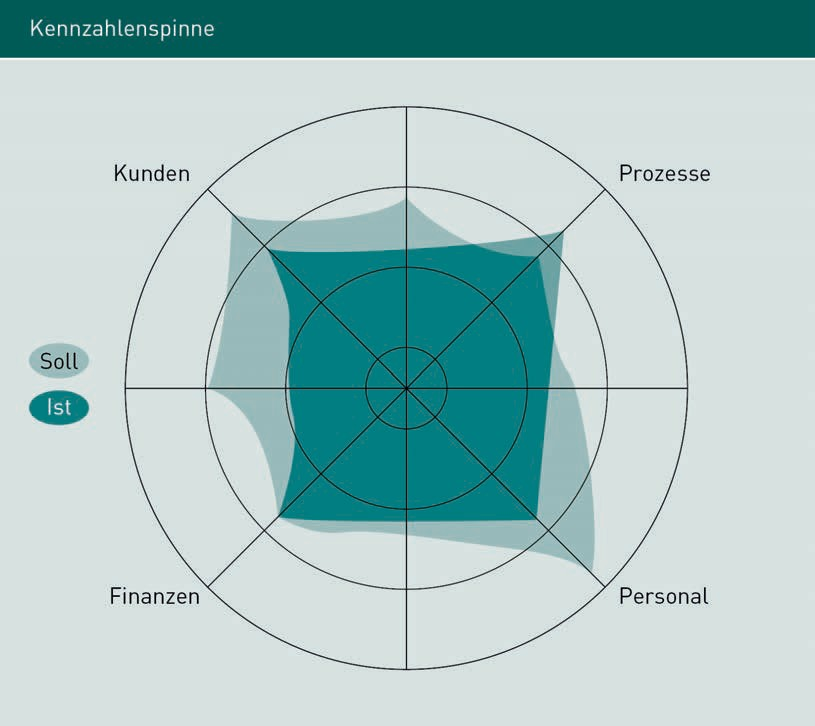 Kennzahlenspinne
Kunden
Prozesse
Soll
Ist
Finanzen
Personal